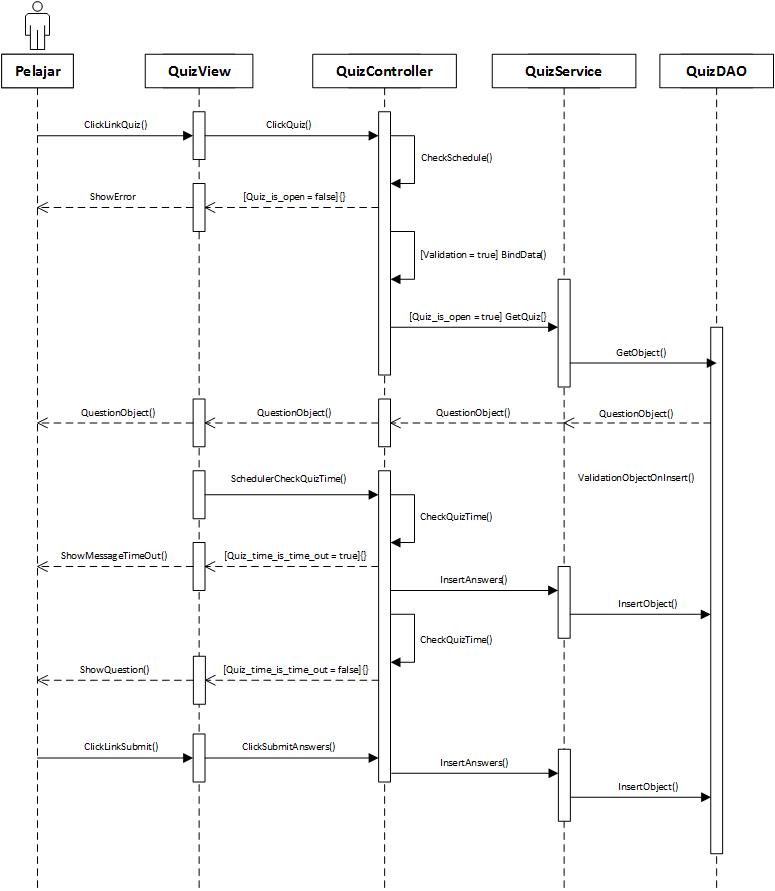 Pelajar
QuizView
QuizController
QuizService
QuizDAO
ClickLinkQuiz()
ClickQuiz()
CheckSchedule()
ShowError
[Quiz_is_open = false]{}
[Validation = true] BindData()
[Quiz_is_open = true] GetQuiz{}
GetObject()
QuestionObject()
QuestionObject()
QuestionObject()
QuestionObject()
SchedulerCheckQuizTime()
ValidationObjectOnInsert()
CheckQuizTime()
ShowMessageTimeOut()
[Quiz_time_is_time_out = true]{}
InsertAnswers()
InsertObject()
CheckQuizTime()
ShowQuestion()
[Quiz_time_is_time_out = false]{}
ClickLinkSubmit()
ClickSubmitAnswers()
InsertAnswers()
InsertObject()